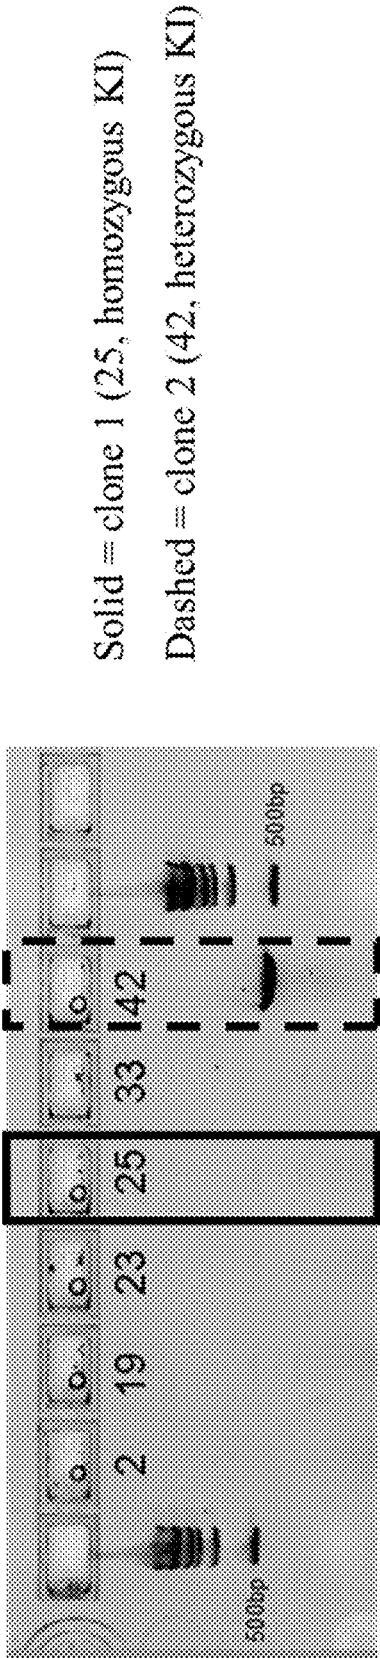 Solid = clone 1 (25, homozygous KI)
Dashed = clone 2 (42, heterozygous KI)
2 19 23 25 33 42
500bp
500bp